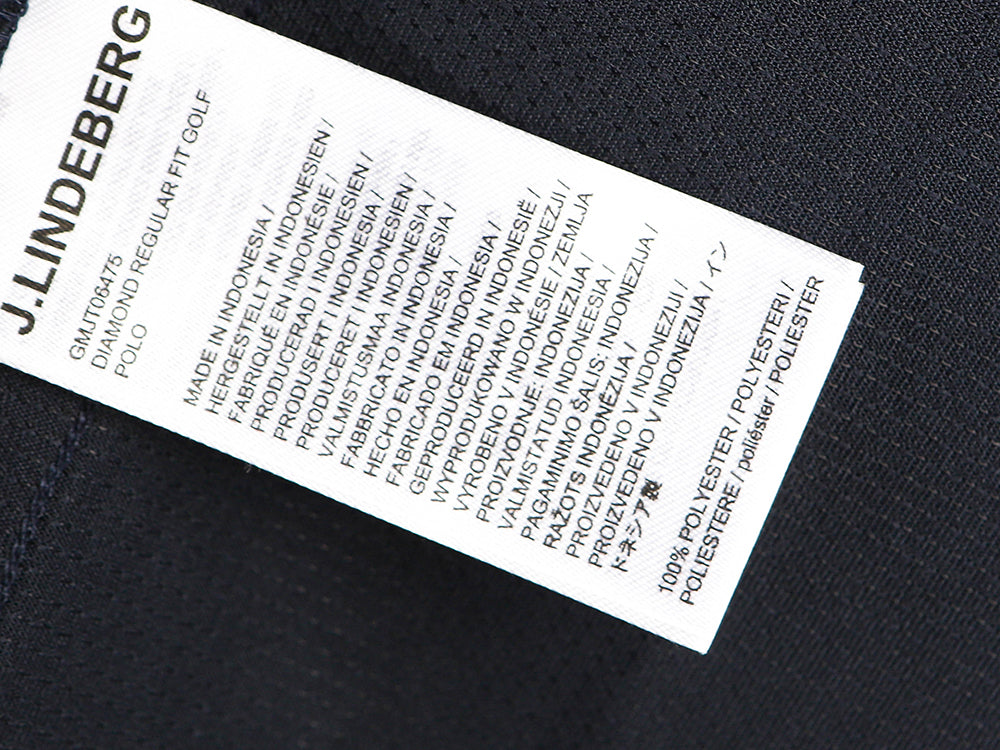 J.LINDEBERG
GMJT06475
DIAMOND REGULAR FIT GOLF
POLO
MADE IN INDONESIA /
HERGESTELLT IN INDONESIEN /
FABRIQUÉ EN INDONÉSIE /
PRODUCERAD I INDONESIEN /
PRODUSERT I INDONESIA /
PRODUCERET I INDONESIEN /
VALMISTUSMAA INDONESIA /
FABBRICATO IN INDONESIA /
HECHO EN INDONESIA /
FABRICADO EM INDONESIA /
GEPRODUCEERD IN INDONESIË /
WYPRODUKOWANO W INDONEZJI /
VYROBENO V INDONÉSIE / ZEMLJA
PROIZVODNJE: INDONEZIJA /
VALMISTATUD INDONEESIA /
PAGAMINIMO ŠALIS: INDONEZIJA /
RAŽOTS INDONĒZIJA /
PROIZVEDENO V INDONEZIJI /
PROIZVEDENO V INDONEZIJA / イン
ドネシア製
100% POLYESTER / POLYESTERI /
POLIESTERE / poliéster / POLIESTER